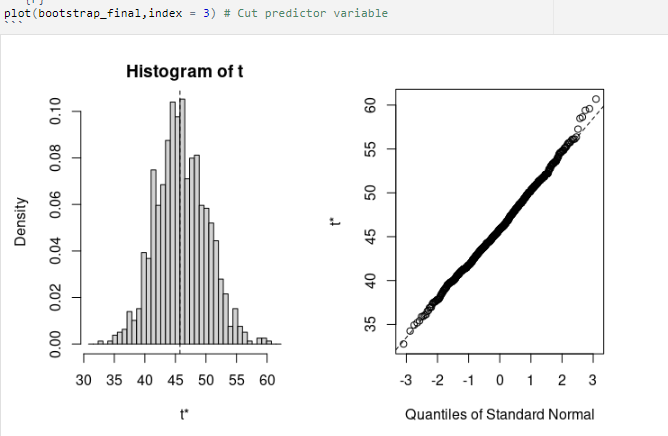 {r}
plot(bootstrap_final,index = 3) # Cut predictor variable
```
Histogram of t
Density
0.00 0.02 0.04 0.06 0.08 0.10
30 35 40 45 50 55 60
t*
t*
35 40 45 50 55 60
-3 -2 -1 0 1 2 3
Quantiles of Standard Normal